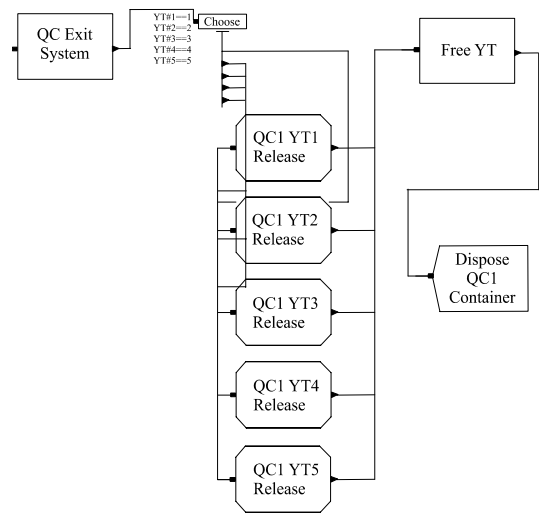 QC Exit
System
YT#1==1
YT#2==2
YT#3==3
YT#4==4
YT#5==5
Choose
Free YT
QC1 YT1
Release
QC1 YT2
Release
Dispose
QC1
Container
QC1 YT3
Release
QC1 YT4
Release
QC1 YT5
Release